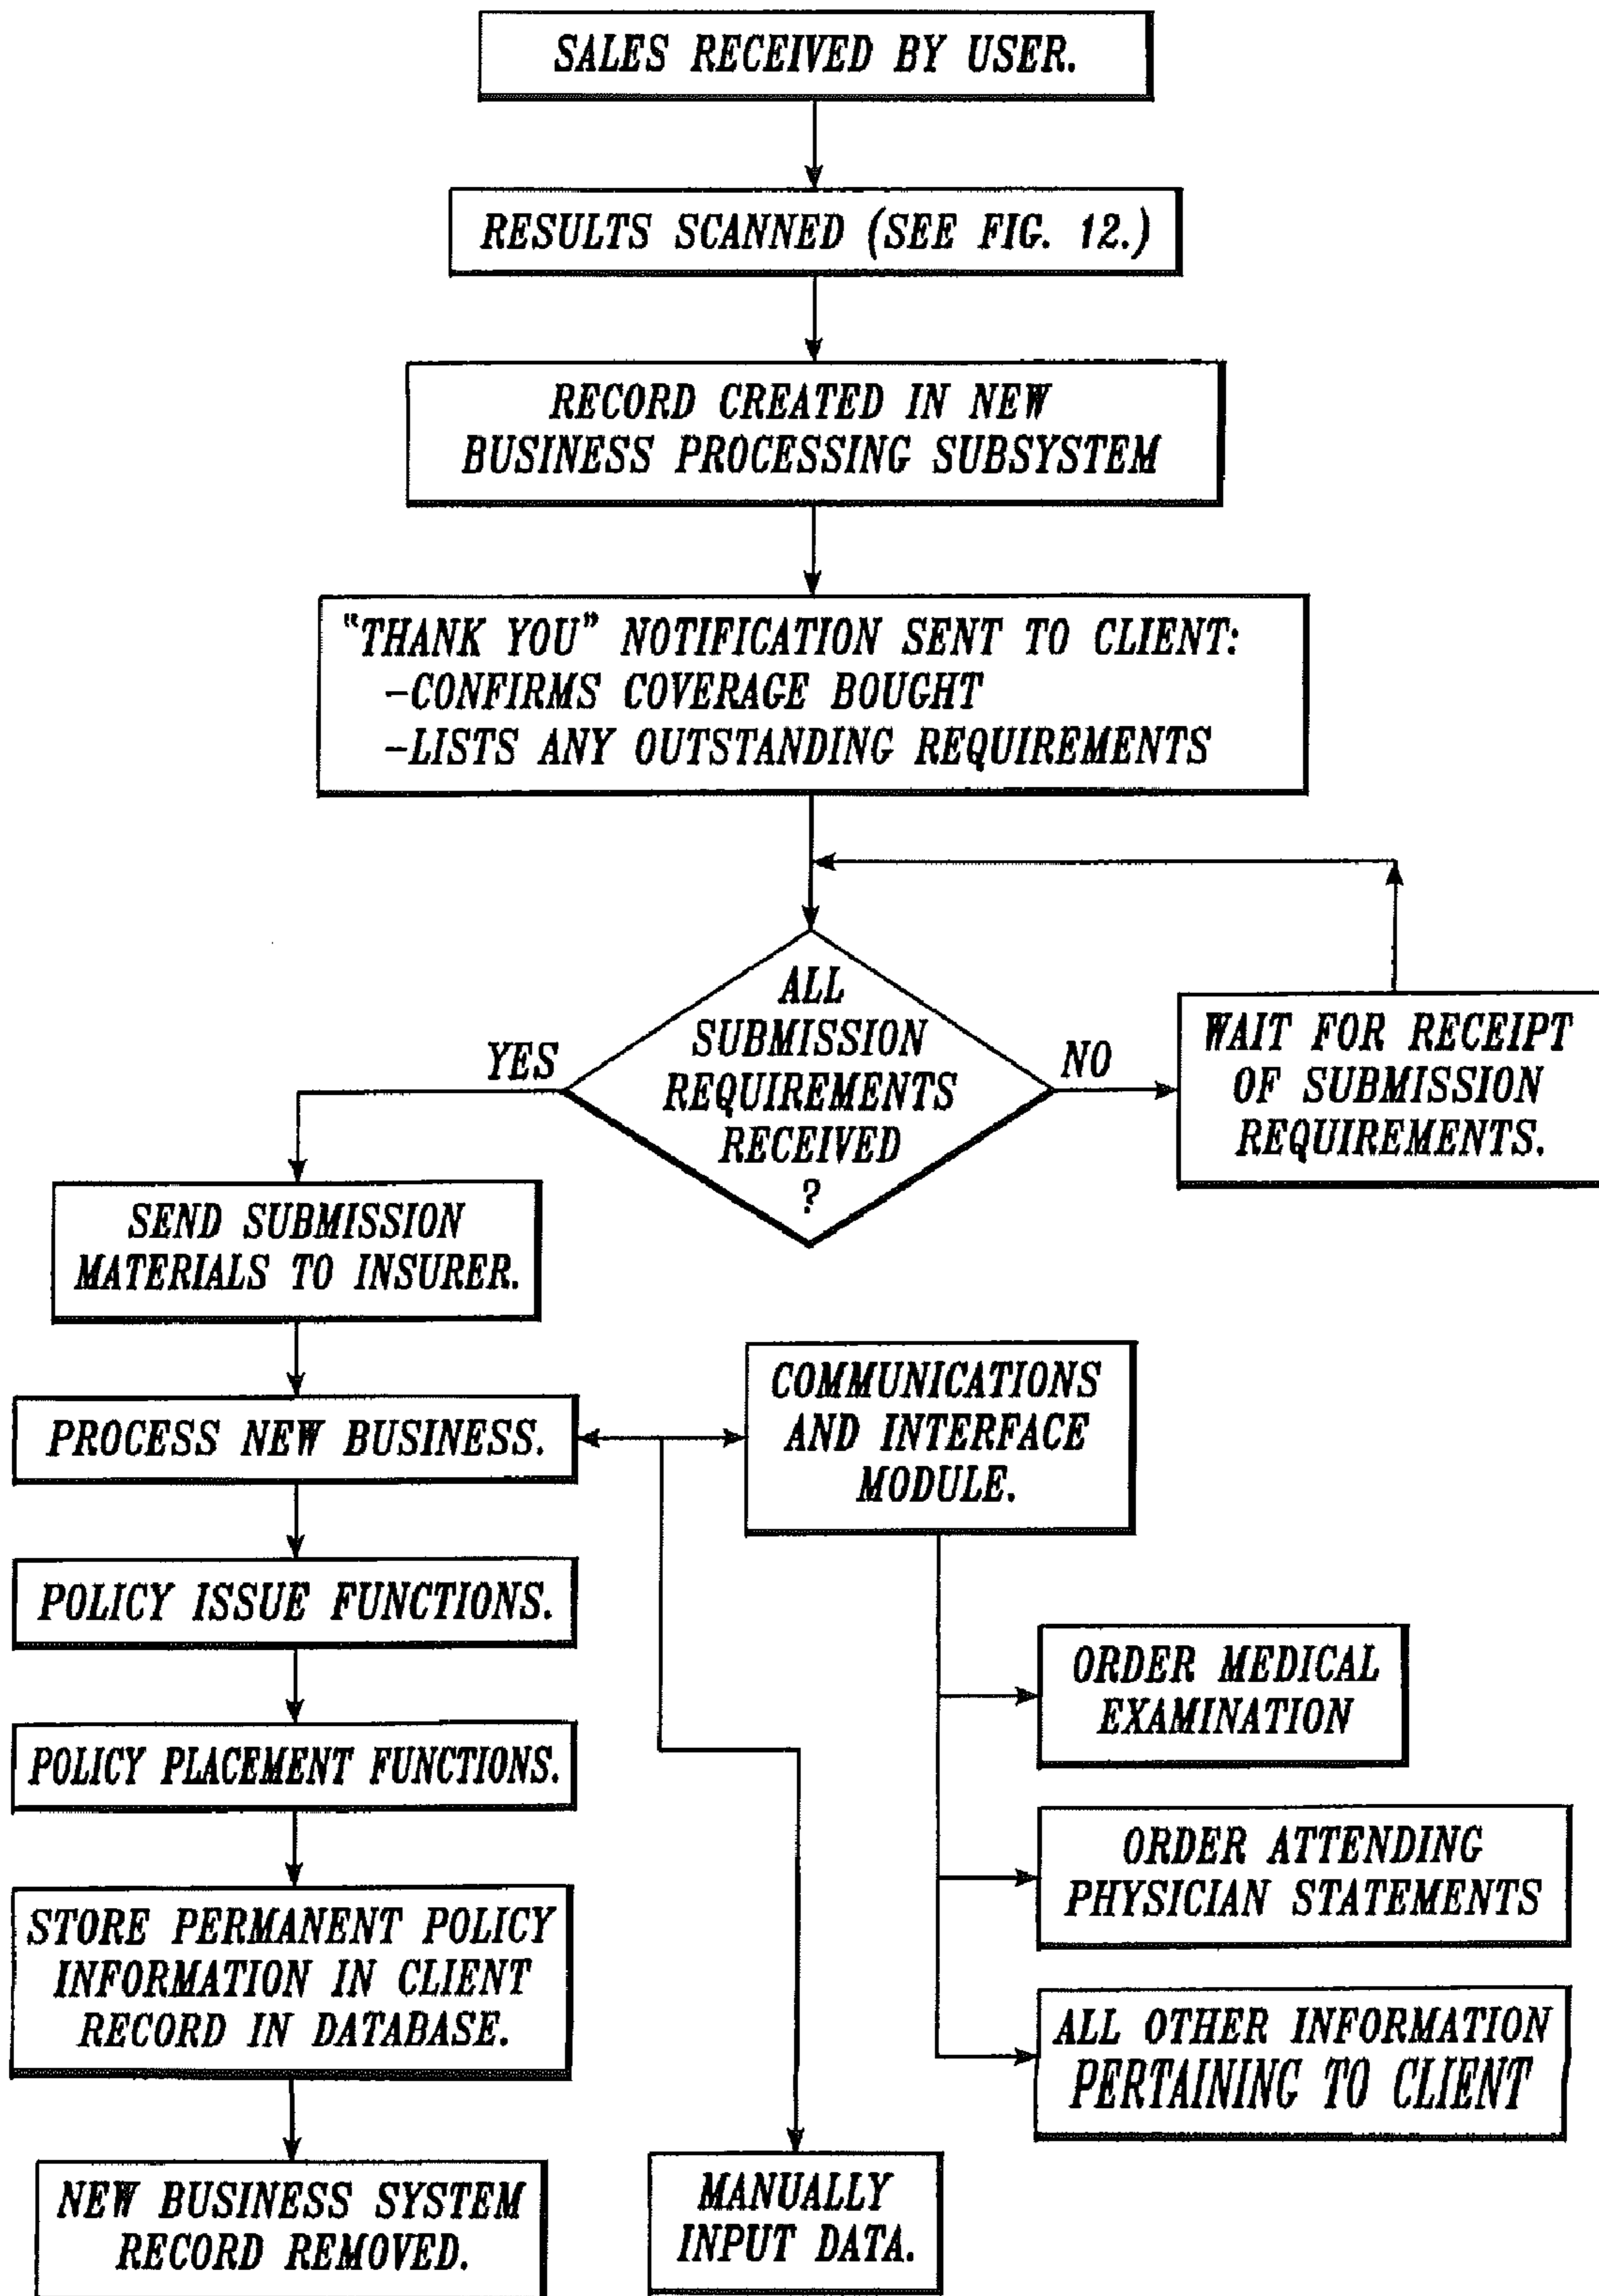 SALES RECEIVED BY USER.
RESULTS SCANNED (SEE FIG. 12.)
RECORD CREATED IN NEW
BUSINESS PROCESSING SUBSYSTEM
"THANK YOU" NOTIFICATION SENT TO CLIENT:
-CONFIRMS COVERAGE BOUGHT
-LISTS ANY OUTSTANDING REQUIREMENTS
ALL
SUBMISSION
REQUIREMENTS
RECEIVED
?
YES
NO
WAIT FOR RECEIPT
OF SUBMISSION
REQUIREMENTS.
SEND SUBMISSION
MATERIALS TO INSURER.
PROCESS NEW BUSINESS.
COMMUNICATIONS
AND INTERFACE
MODULE.
POLICY ISSUE FUNCTIONS.
POLICY PLACEMENT FUNCTIONS.
STORE PERMANENT POLICY
INFORMATION IN CLIENT
RECORD IN DATABASE.
NEW BUSINESS SYSTEM
RECORD REMOVED.
MANUALLY
INPUT DATA.
ORDER MEDICAL
EXAMINATION
ORDER ATTENDING
PHYSICIAN STATEMENTS
ALL OTHER INFORMATION
PERTAINING TO CLIENT